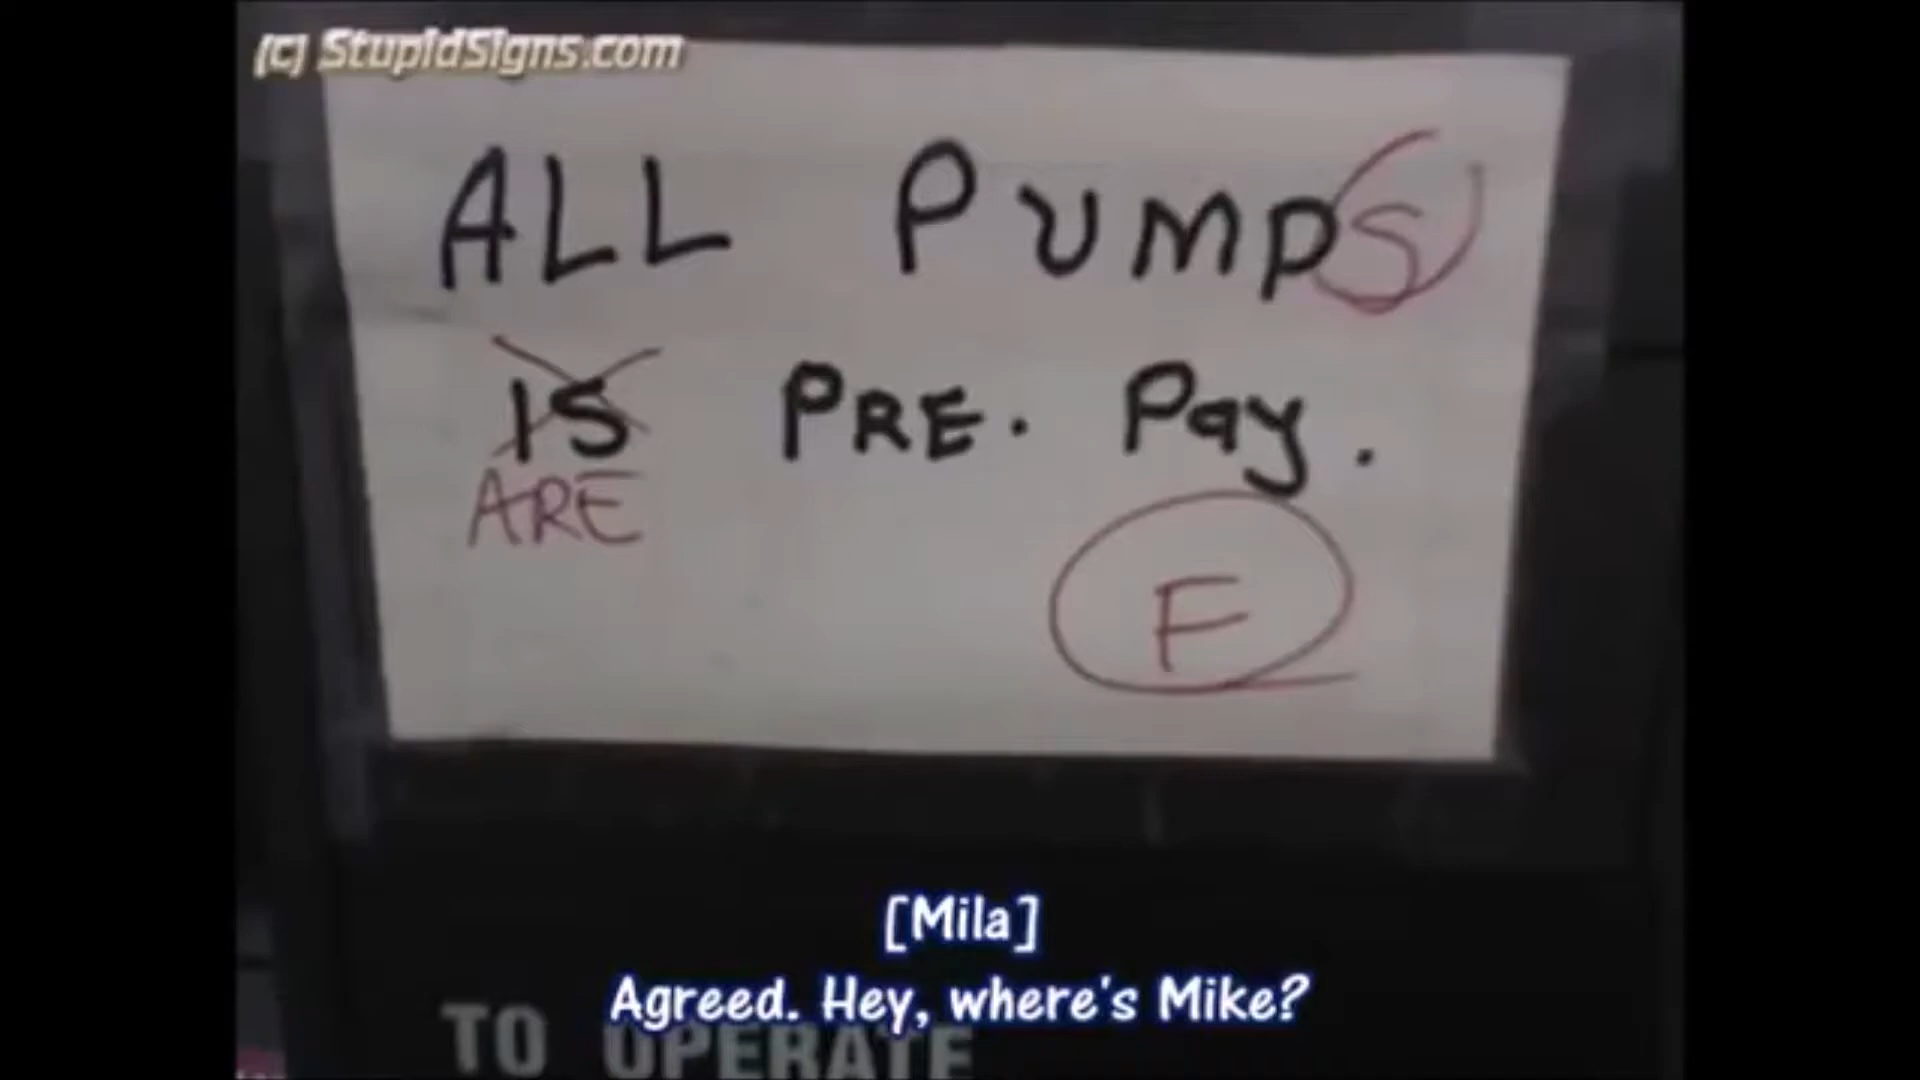 (c) StupidSigns.com
ALL PUMPS
IS PRE. Pay.
ARE
F
[Mila]
Agreed. Hey, where's Mike?
TO OPERATE